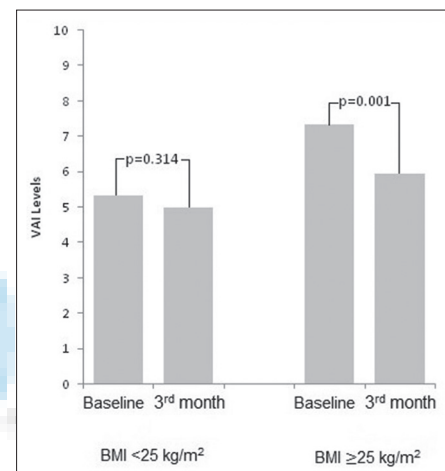 10
9
8
7
6
5
4
3
2
1
0
VAI Levels
p=0.314
p=0.001
Baseline 3rd month Baseline 3rd month
BMI <25 kg/m² BMI ≥25 kg/m²